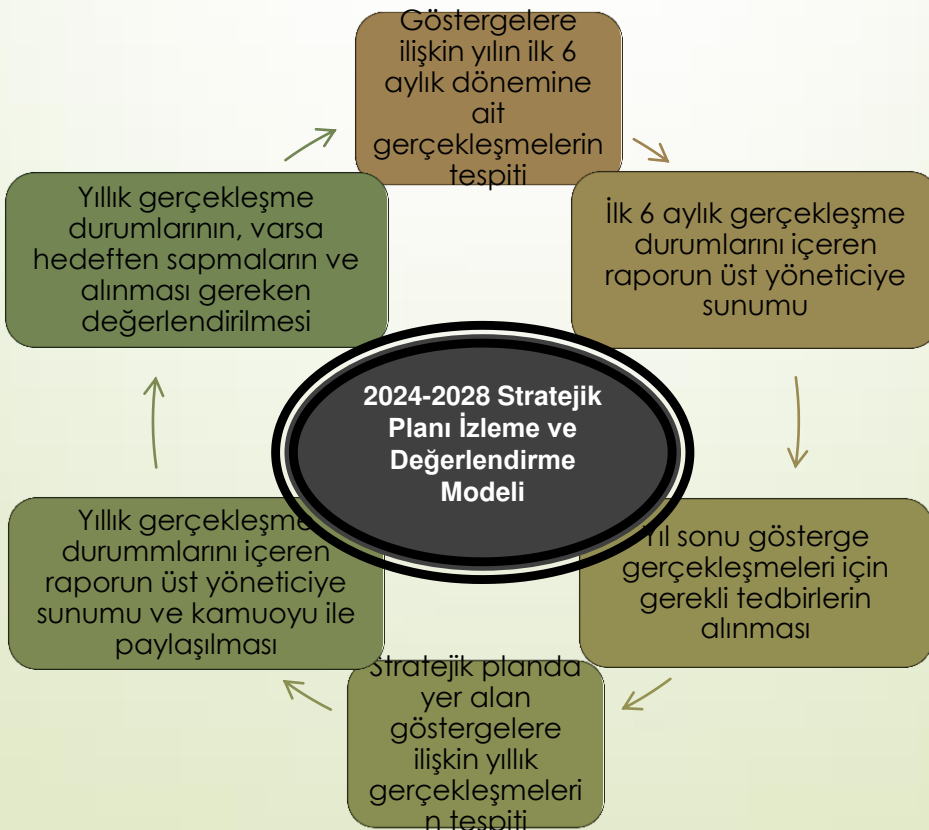 Göstergelere
ilişkin yılın ilk 6
aylık dönemine
ait
gerçekleşmelerin
tespiti
İlk 6 aylık gerçekleşme
durumlarını içeren
raporun üst yöneticiye
sunumu
Yıl sonu gösterge
gerçekleşmeleri için
gerekli tedbirlerin
alınması
Stratejik planda
yer alan
göstergelere
ilişkin yıllık
gerçekleşmeleri
n tespiti
Yıllık gerçekleşme
durummlarını içeren
raporun üst yöneticiye
sunumu ve kamuoyu ile
paylaşılması
Yıllık gerçekleşme
durumlarının, varsa
hedeften sapmaların ve
alınması gereken
değerlendirilmesi
2024-2028 Stratejik
Planı İzleme ve
Değerlendirme
Modeli